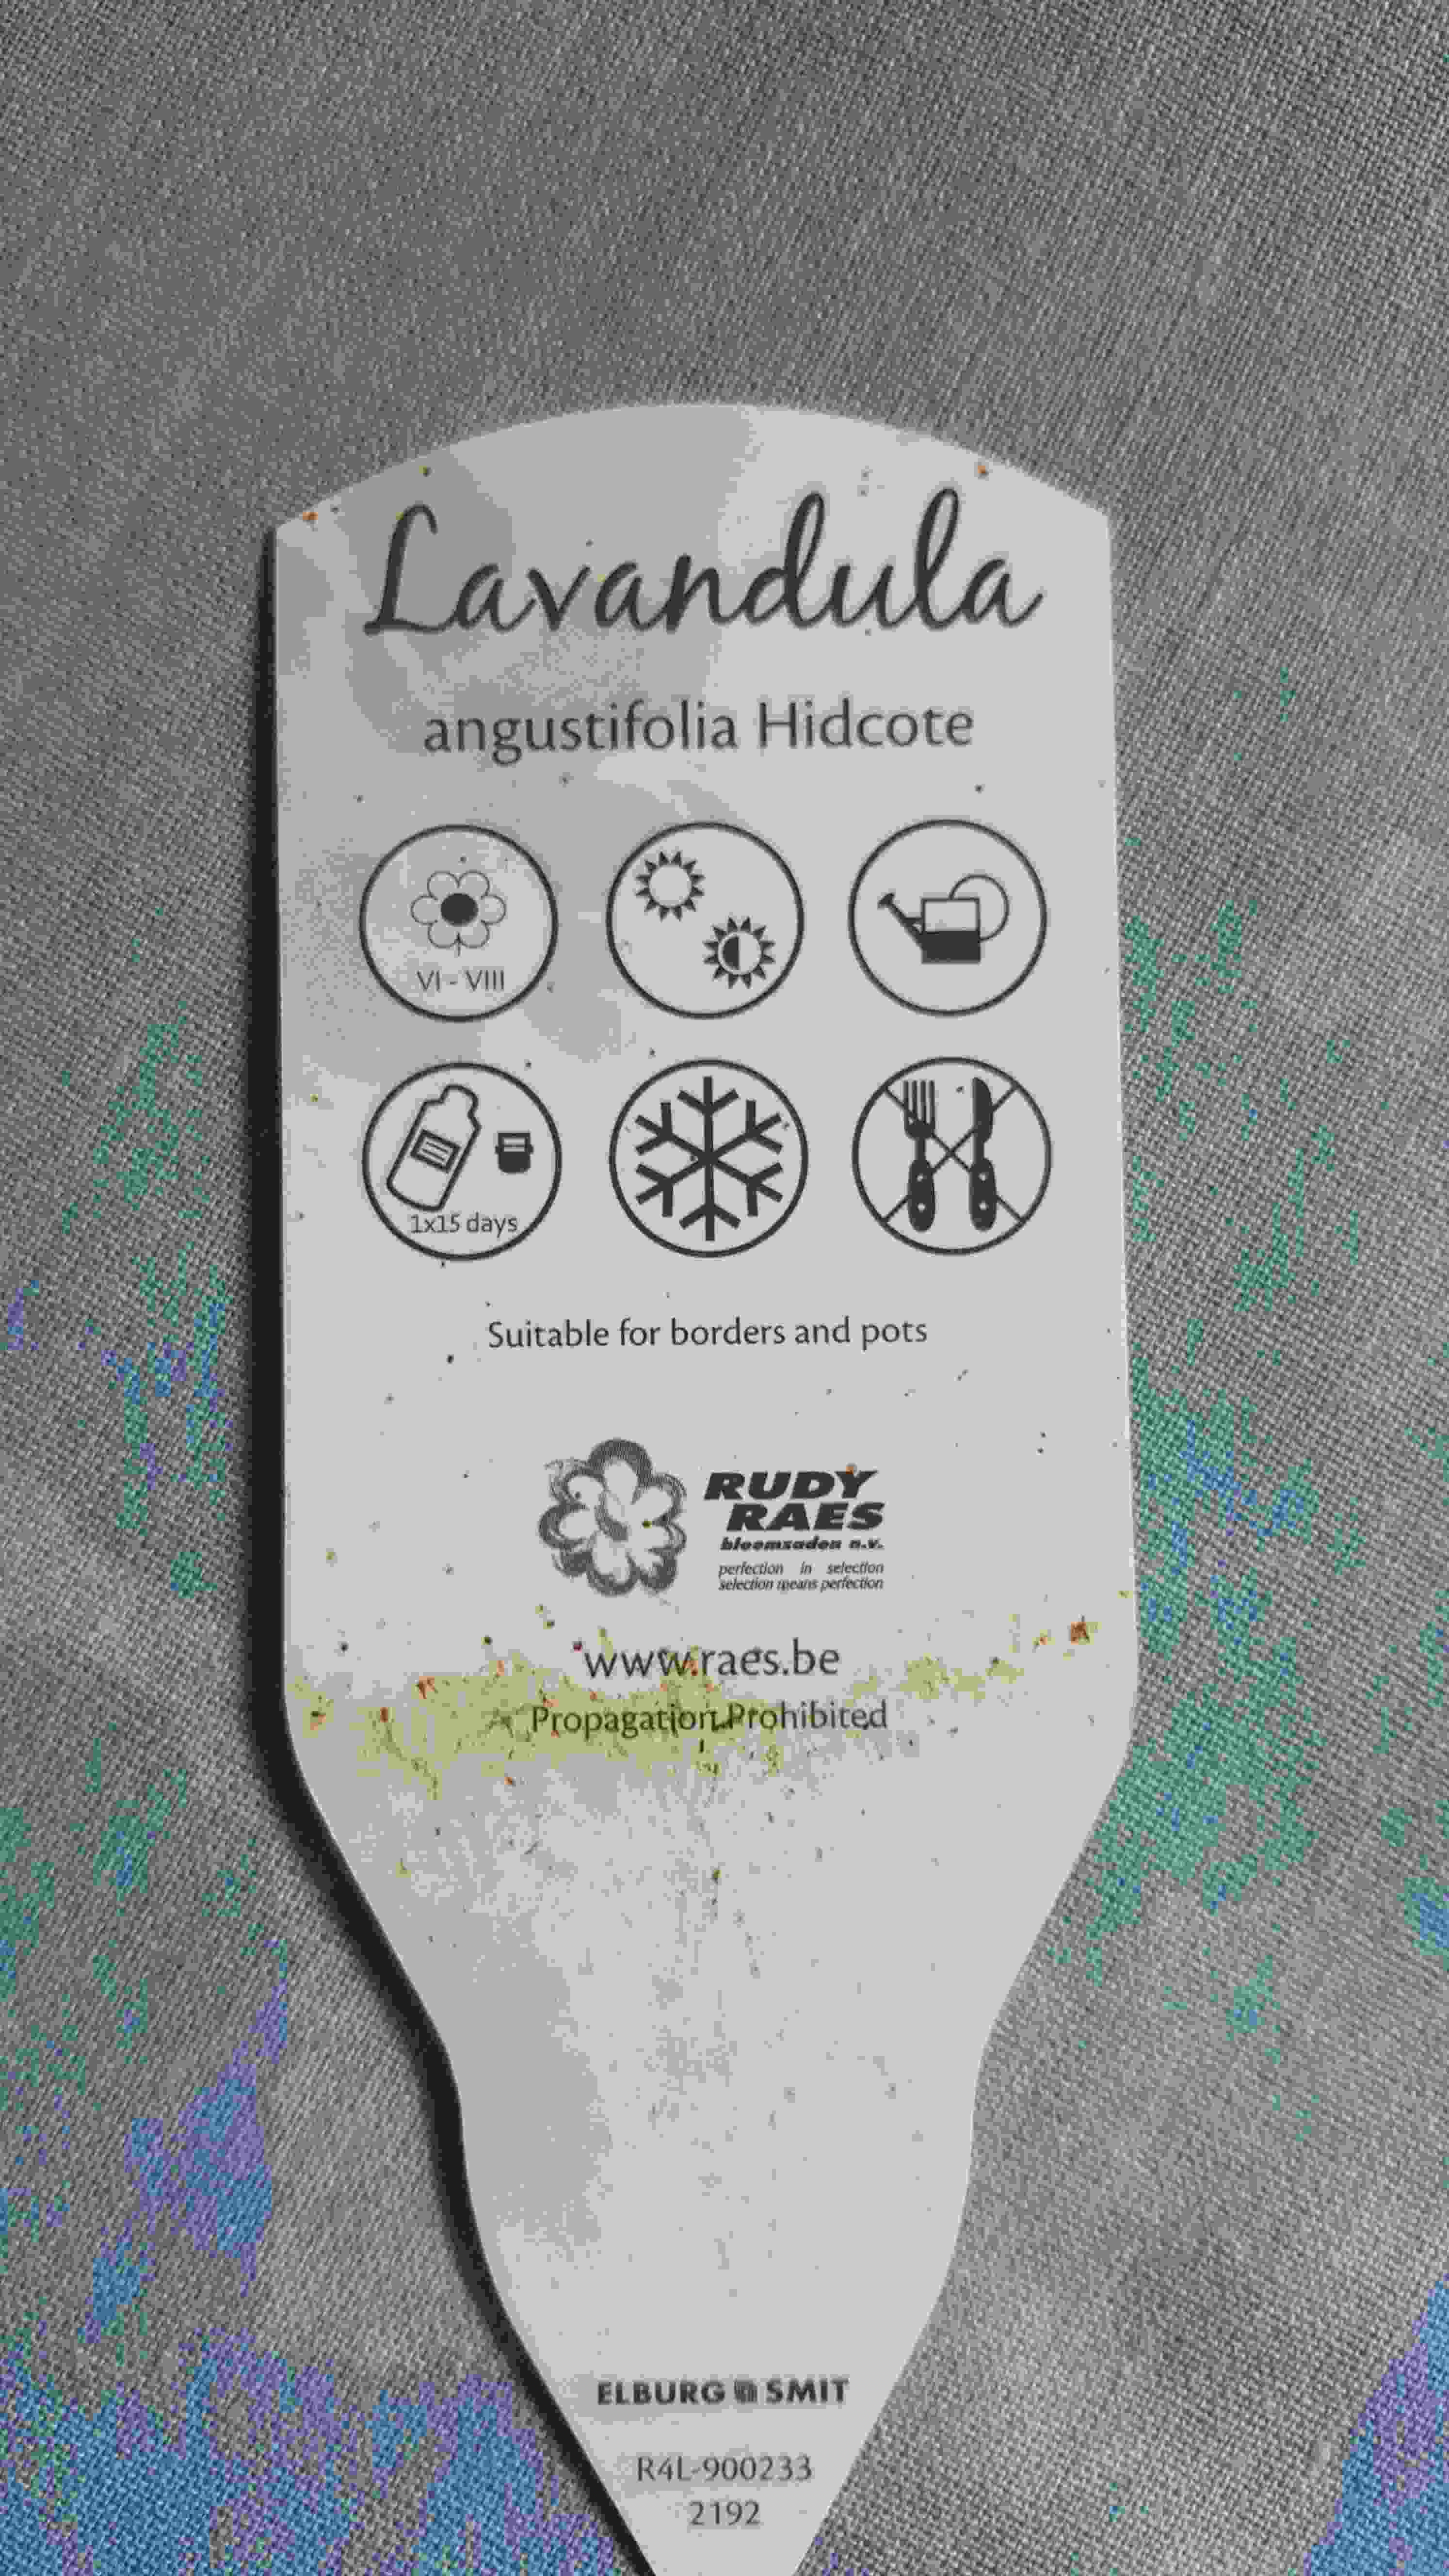 Lavandula
angustifolia Hidcote
VI - VIII
1x15 days
Suitable for borders and pots
RUDY
RAES
bloemzaden n.v.
perfection in selection
selection means perfection
www.raes.be
Propagation Prohibited
ELBURG SMIT
R4L-900233
2192